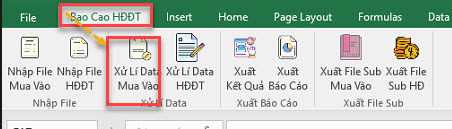 File Bao Cao HĐĐT Insert Home Page Layout Formulas
Nhập File Nhập File Xử Lí Data Xử Lí Data Xuất Xuất Xuất File Sub Xuất File
Mua Vào HĐĐT Mua Vào HĐĐT Kết Quả Báo Cáo Mua Vào Sub HĐ
Nhập File Xử Lí Data Xuất Báo Cáo Xuất File Sub